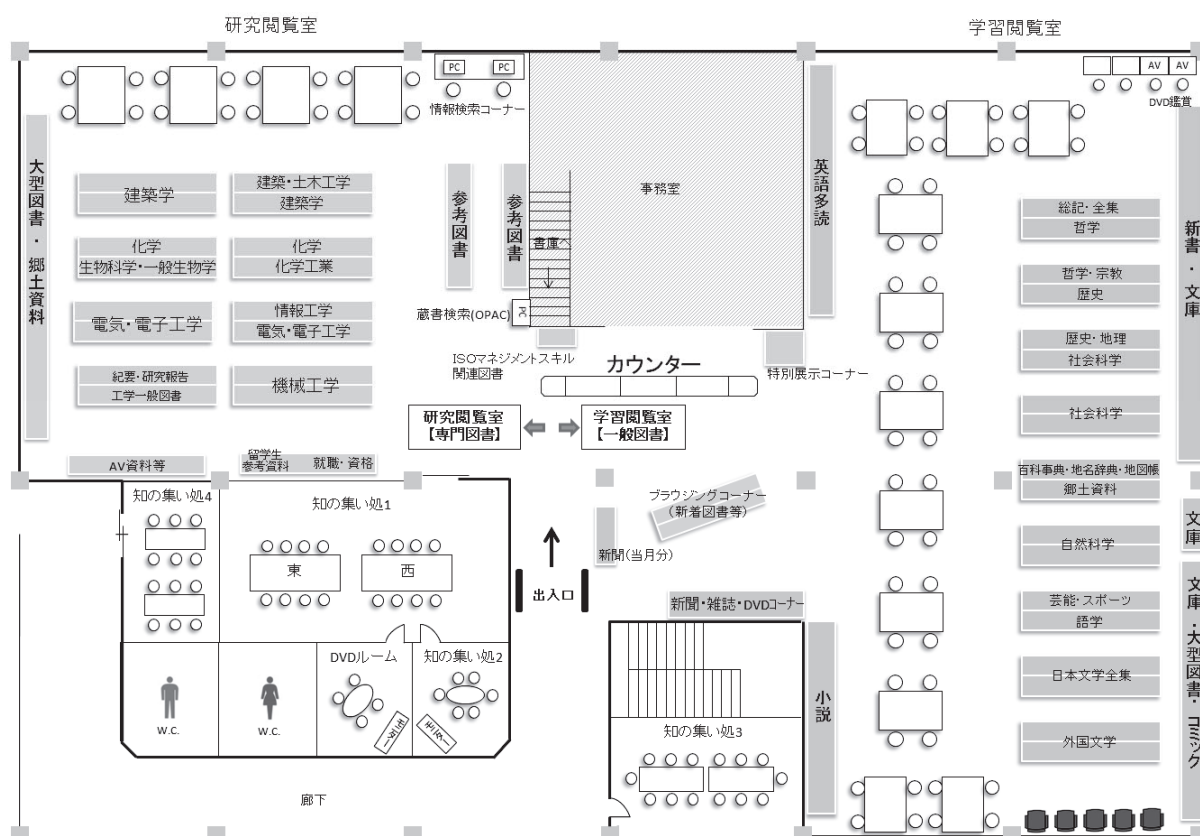 研究閲覧室
学習閲覧室
PC
PC
情報検索コーナー
AV
AV
DVD鑑賞
大型図書・郷土資料
建築学
建築・土木工学
建築学
化学
生物科学・一般生物学
化学
化学工業
電気・電子工学
情報工学
電気・電子工学
紀要・研究報告
工学一般図書
機械工学
参考図書
参考図書
書庫へ
事務室
蔵書検索(OPAC)
PC
ISOマネジメントスキル
関連図書
カウンター
特別展示コーナー
研究閲覧室
【専門図書】
学習閲覧室
【一般図書】
英語多読
総記・全集
哲学
哲学・宗教
歴史
歴史・地理
社会科学
社会科学
百科事典・地名辞典・地図帳
郷土資料
自然科学
芸能・スポーツ
語学
日本文学全集
外国文学
新書・文庫
文庫
文庫・大型図書・コミック
AV資料等
留学生
参考資料
就職・資格
知の集い処4
知の集い処1
東
西
ブラウジングコーナー
(新着図書等)
新聞(当月分)
出入口
新聞・雑誌・DVDコーナー
DVDルーム
知の集い処2
モニター
モニター
W.C.
W.C.
知の集い処3
小説
廊下